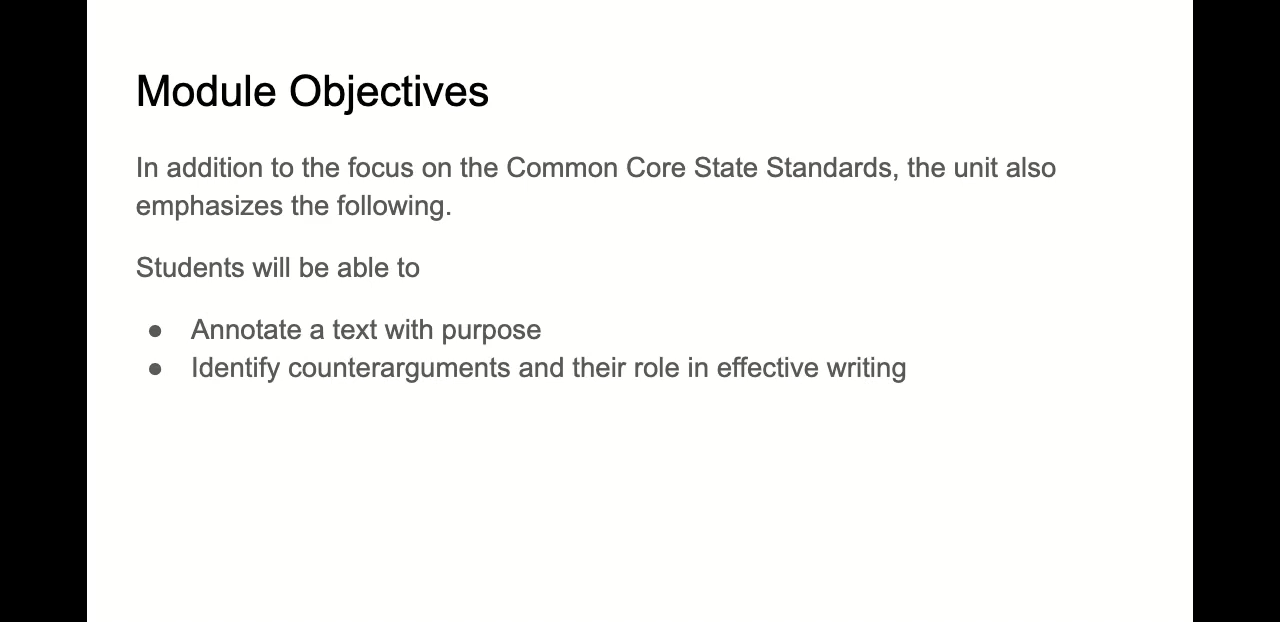 Module Objectives
In addition to the focus on the Common Core State Standards, the unit also
emphasizes the following.
Students will be able to
● Annotate a text with purpose
● Identify counterarguments and their role in effective writing